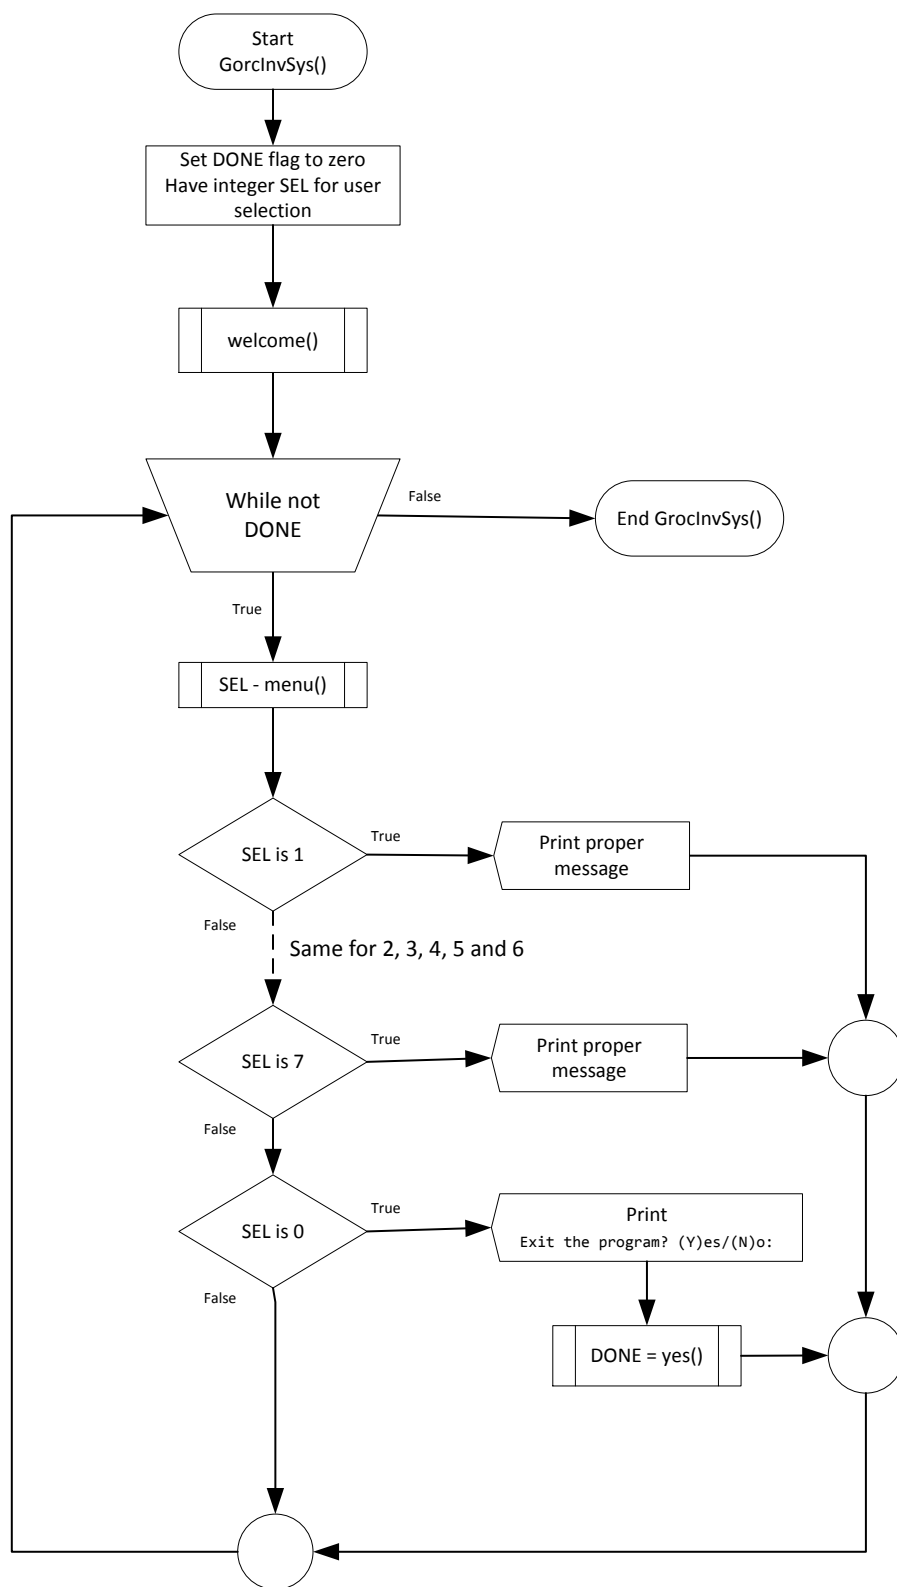 Start
GorcInvSys()
Set DONE flag to zero
Have integer SEL for user
selection
welcome()
While not
DONE
False
End GrocInvSys()
True
SEL - menu()
SEL is 1
True
Print proper
message
False
Same for 2, 3, 4, 5 and 6
SEL is 7
True
Print proper
message
False
SEL is 0
True
Print
Exit the program? (Y)es/(N)o:
False
DONE = yes()